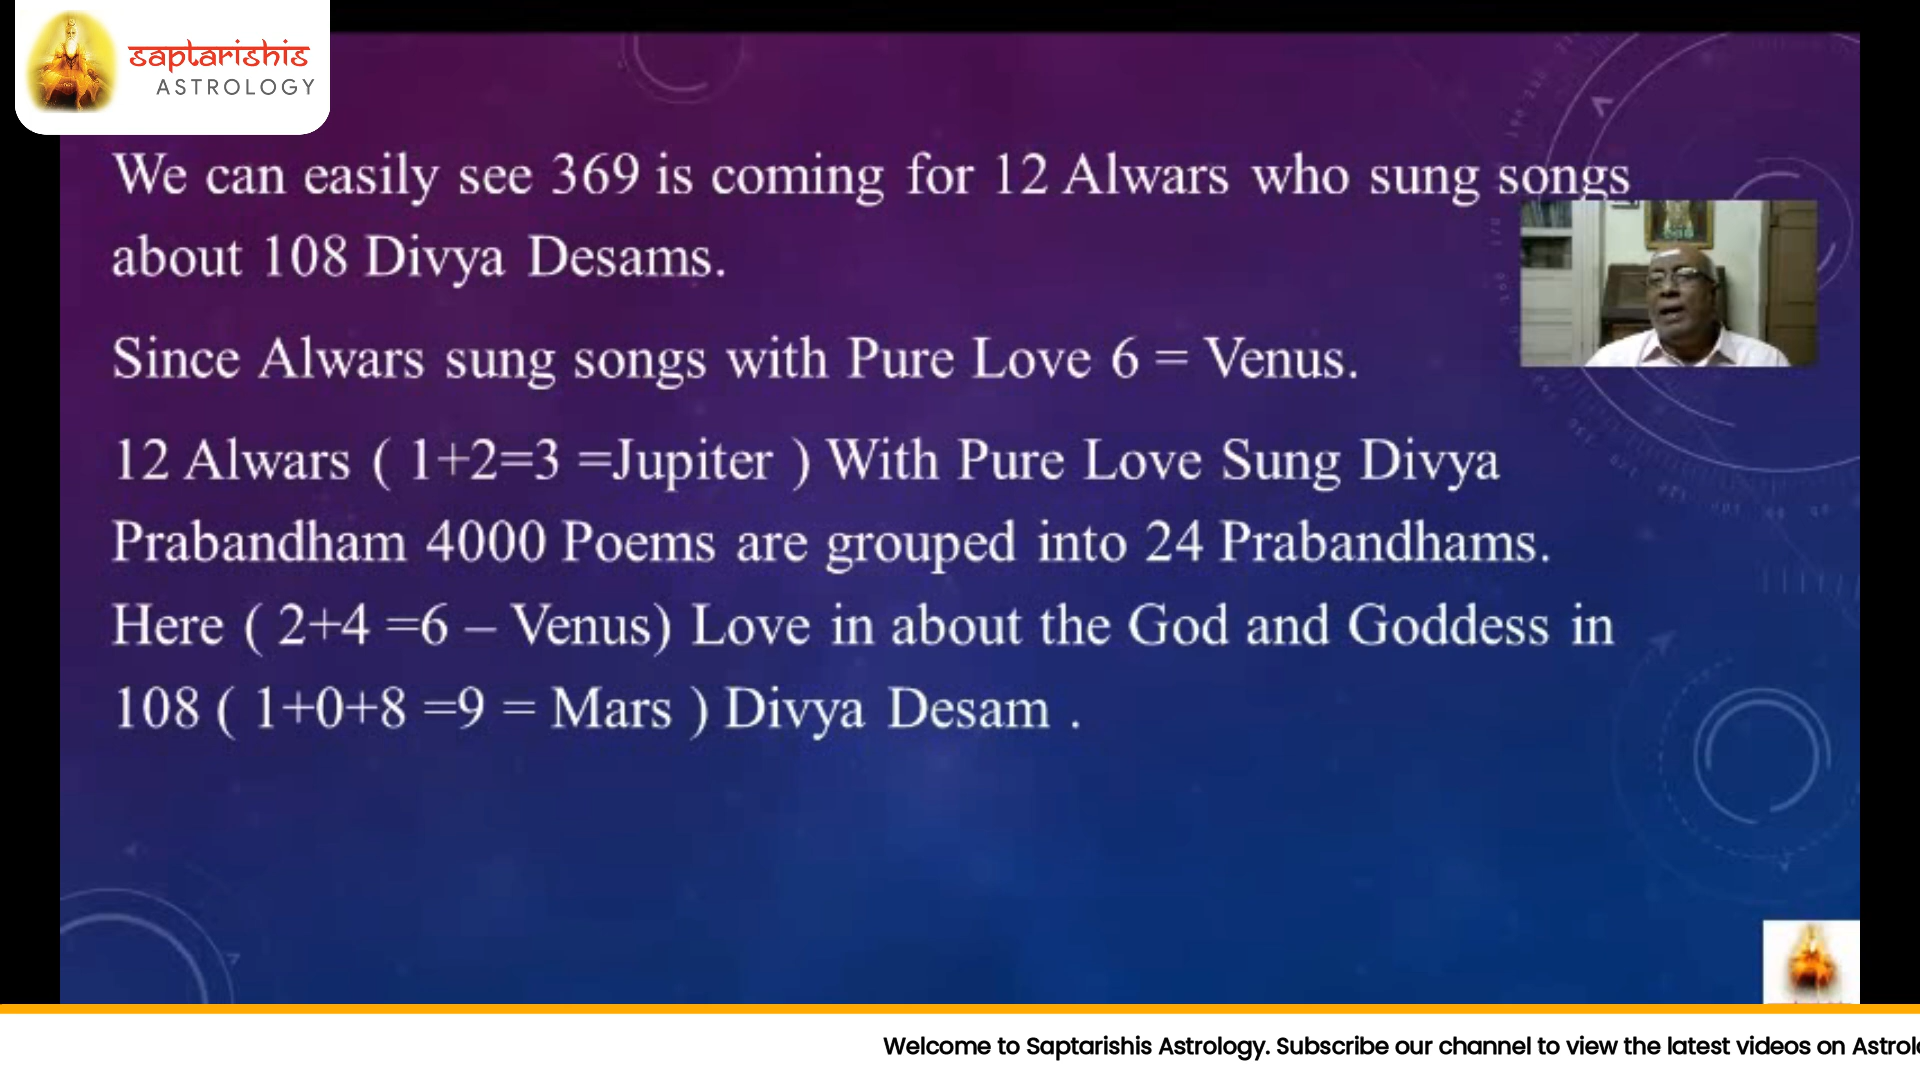 saptarishis
ASTROLOGY
We can easily see 369 is coming for 12 Alwars who sung songs
about 108 Divya Desams.
Since Alwars sung songs with Pure Love 6 = Venus.
12 Alwars ( 1+2=3 =Jupiter ) With Pure Love Sung Divya
Prabandham 4000 Poems are grouped into 24 Prabandhams.
Here ( 2+4 =6 – Venus) Love in about the God and Goddess in
108 ( 1+0+8 =9 = Mars ) Divya Desam .
Welcome to Saptarishis Astrology. Subscribe our channel to view the latest videos on